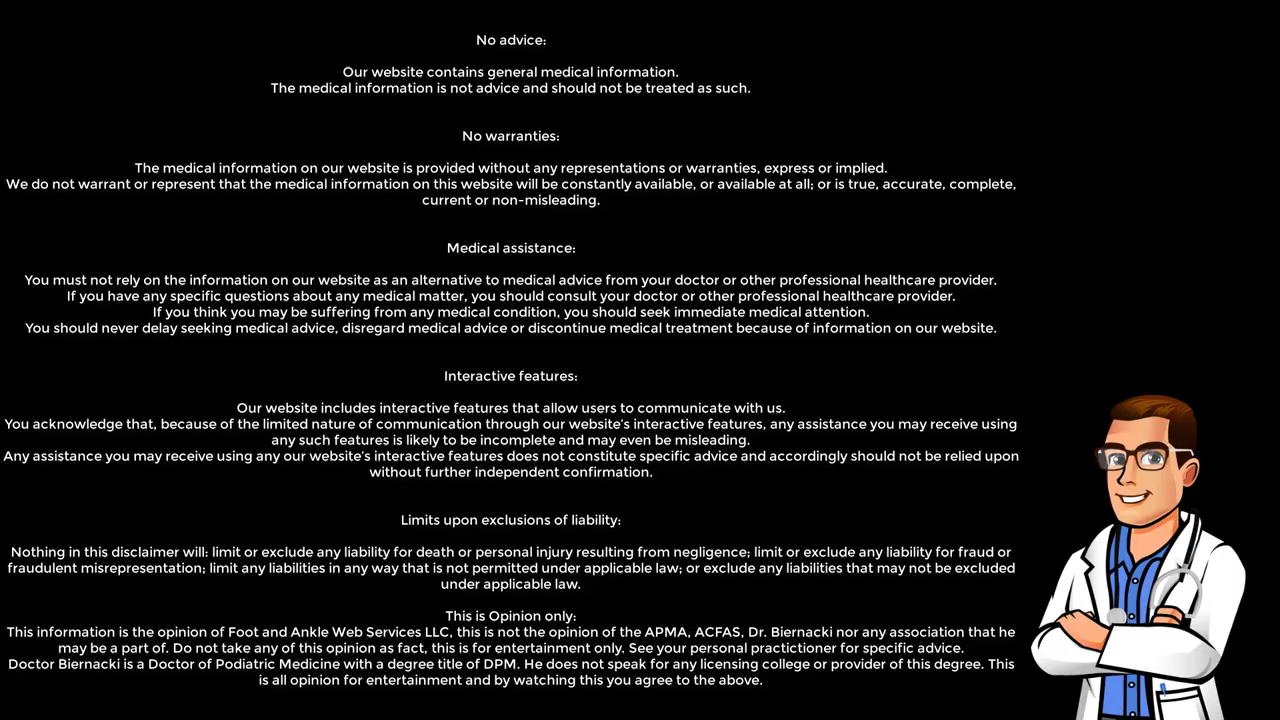 No advice:
Our website contains general medical information.
The medical information is not advice and should not be treated as such.
No warranties:
The medical information on our website is provided without any representations or warranties, express or implied.
We do not warrant or represent that the medical information on this website will be constantly available, or available at all; or is true, accurate, complete,
current or non-misleading.
Medical assistance:
You must not rely on the information on our website as an alternative to medical advice from your doctor or other professional healthcare provider.
If you have any specific questions about any medical matter, you should consult your doctor or other professional healthcare provider.
If you think you may be suffering from any medical condition, you should seek immediate medical attention.
You should never delay seeking medical advice, disregard medical advice or discontinue medical treatment because of information on our website.
Interactive features:
Our website includes interactive features that allow users to communicate with us.
You acknowledge that, because of the limited nature of communication through our website's interactive features, any assistance you may receive using
any such features is likely to be incomplete and may even be misleading.
Any assistance you may receive using any our website's interactive features does not constitute specific advice and accordingly should not be relied upon
without further independent confirmation.
Limits upon exclusions of liability:
Nothing in this disclaimer will: limit or exclude any liability for death or personal injury resulting from negligence; limit or exclude any liability for fraud or
fraudulent misrepresentation; limit any liabilities in any way that is not permitted under applicable law; or exclude any liabilities that may not be excluded
under applicable law.
This is Opinion only:
This information is the opinion of Foot and Ankle Web Services LLC, this is not the opinion of the APMA, ACFAS, Dr. Biernacki nor any association that he
may be a part of. Do not take any of this opinion as fact, this is for entertainment only. See your personal practictioner for specific advice.
Doctor Biernacki is a Doctor of Podiatric Medicine with a degree title of DPM. He does not speak for any licensing college or provider of this degree. This
is all opinion for entertainment and by watching this you agree to the above.